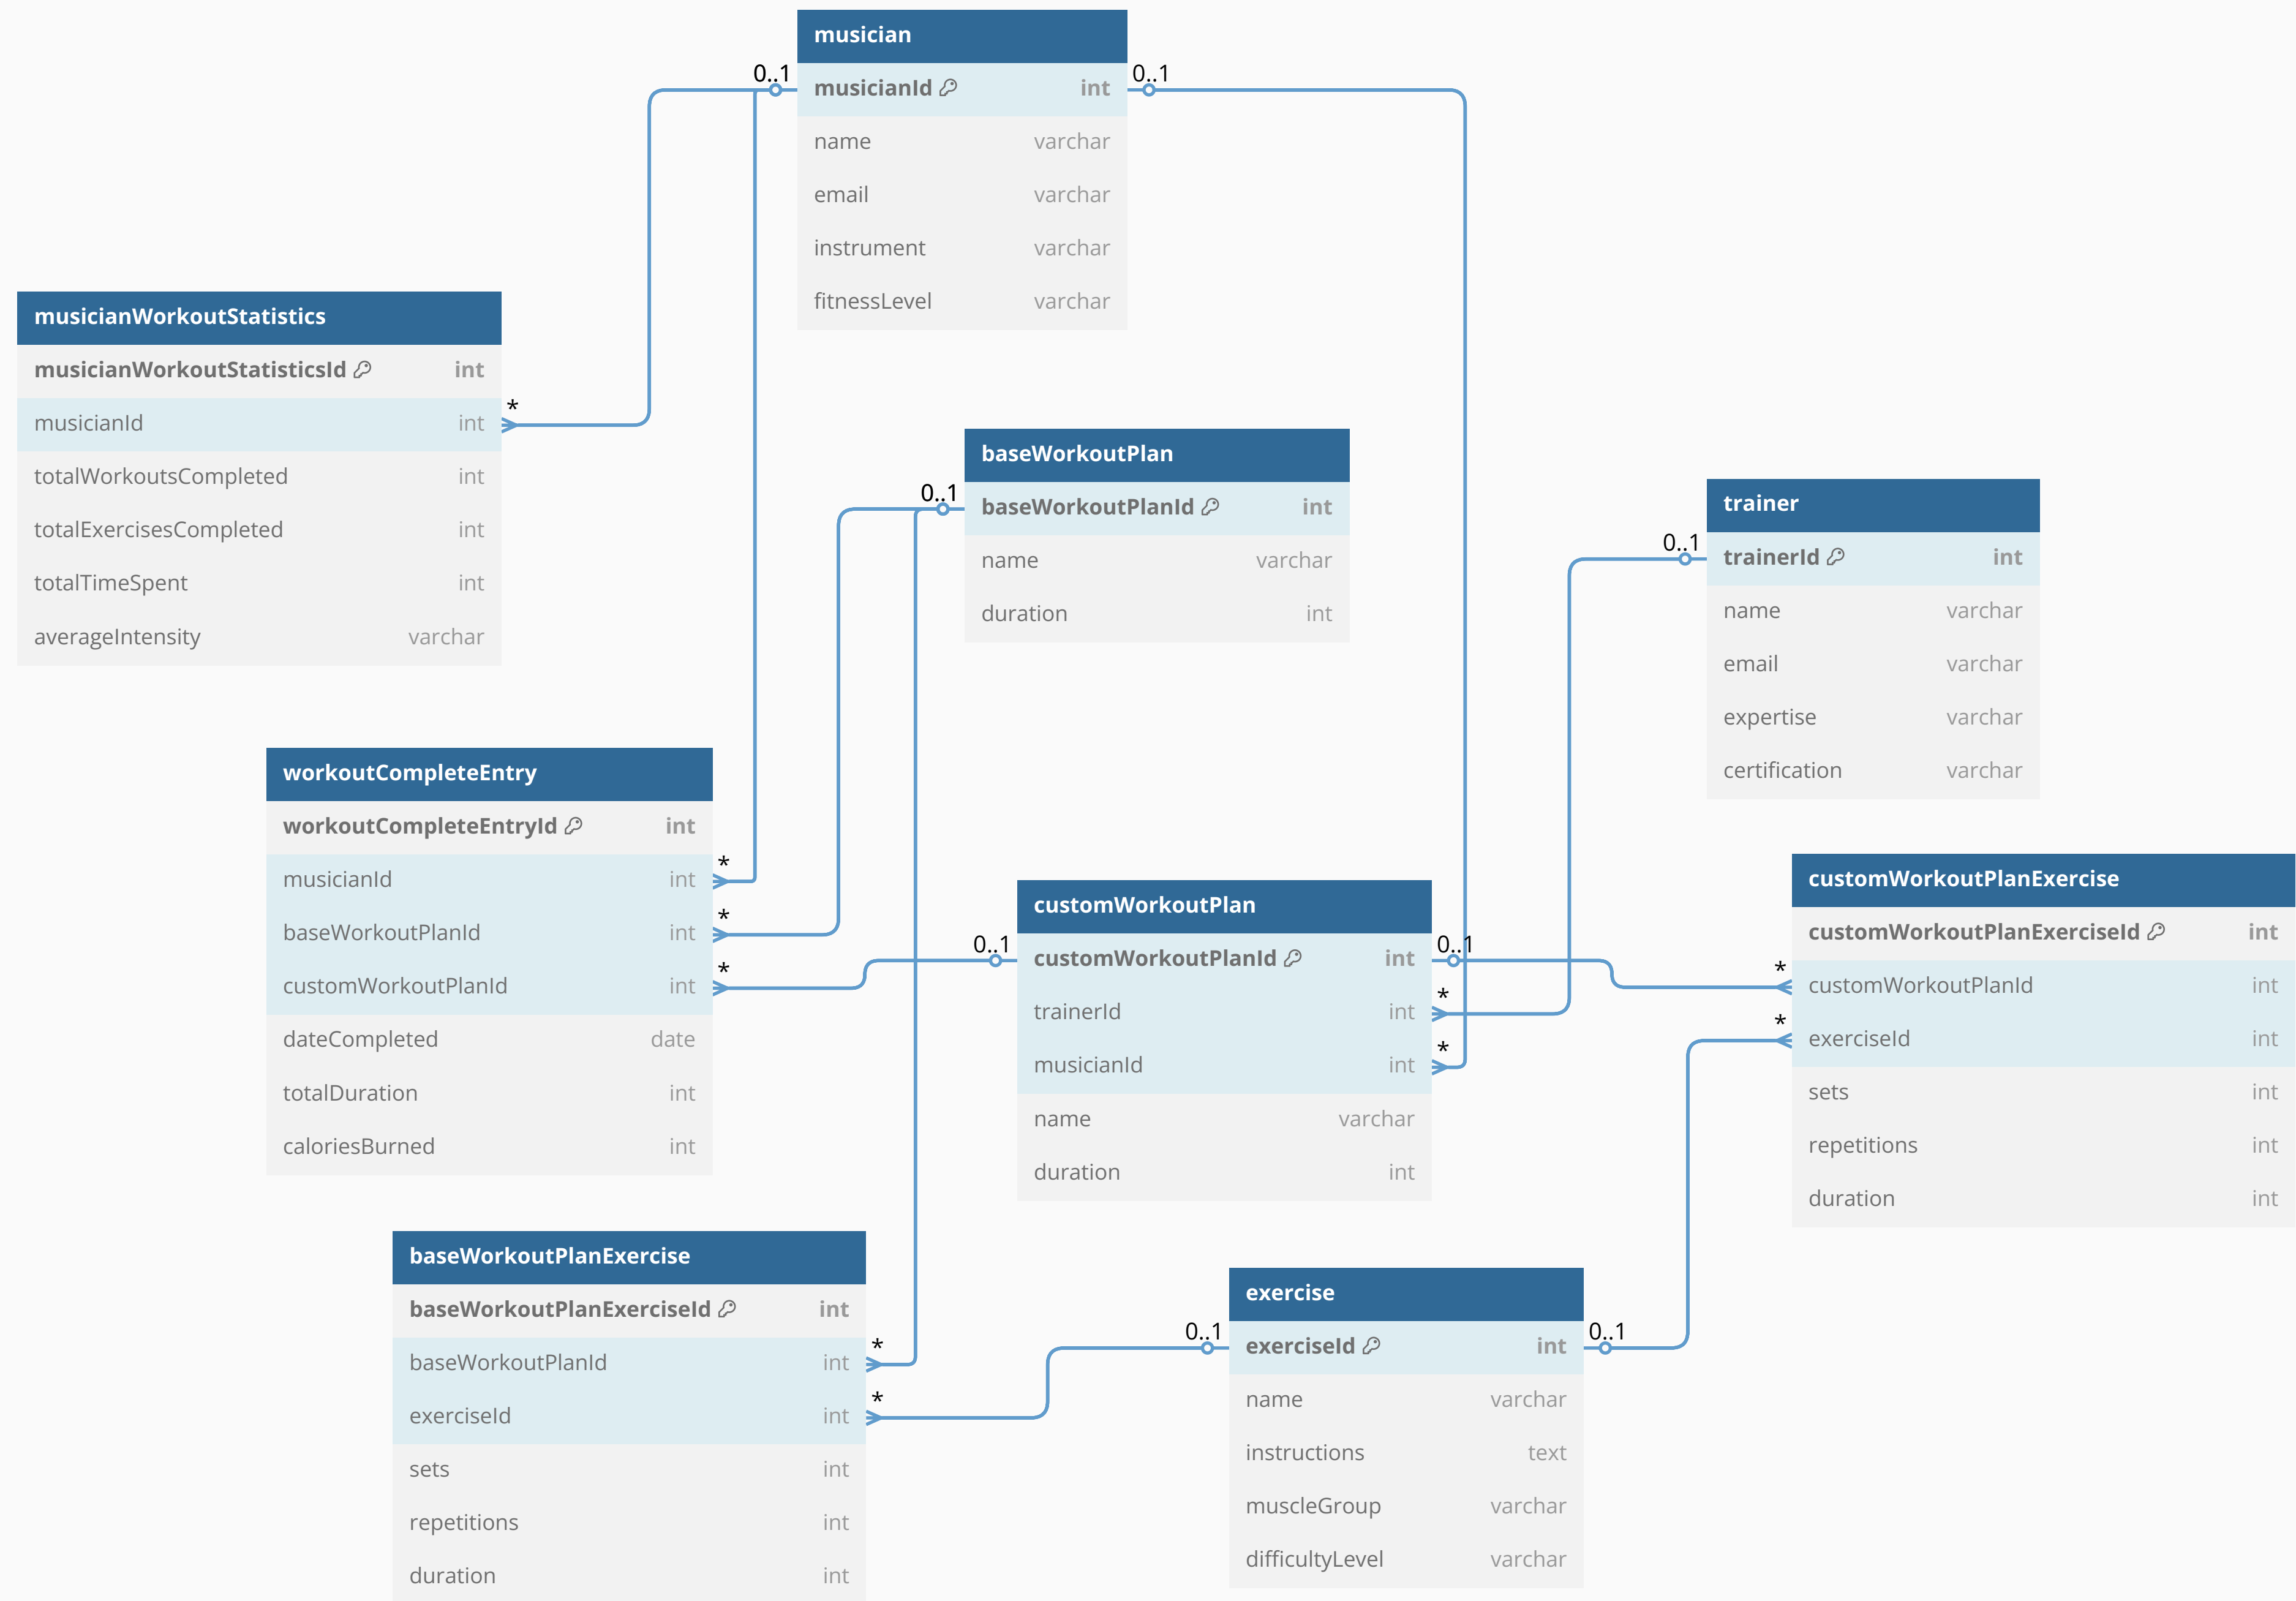 musician
0..1
musicianId int
0..1
name varchar
email varchar
instrument varchar
fitnessLevel varchar
musicianWorkoutStatistics
musicianWorkoutStatisticsId int
*
musicianId int
totalWorkoutsCompleted int
totalExercisesCompleted int
totalTimeSpent int
averageIntensity varchar
baseWorkoutPlan
0..1
baseWorkoutPlanId int
name varchar
duration int
trainer
0..1
trainerId int
name varchar
email varchar
expertise varchar
certification varchar
workoutCompleteEntry
workoutCompleteEntryId int
*
musicianId int
*
baseWorkoutPlanId int
*
customWorkoutPlanId int
dateCompleted date
totalDuration int
caloriesBurned int
customWorkoutPlan
0..1
customWorkoutPlanId int
0..1
*
trainerId int
*
musicianId int
name varchar
duration int
customWorkoutPlanExercise
customWorkoutPlanExerciseId int
*
customWorkoutPlanId int
*
exerciseId int
sets int
repetitions int
duration int
baseWorkoutPlanExercise
baseWorkoutPlanExerciseId int
*
baseWorkoutPlanId int
*
exerciseId int
sets int
repetitions int
duration int
exercise
0..1
exerciseId int
0..1
name varchar
instructions text
muscleGroup varchar
difficultyLevel varchar